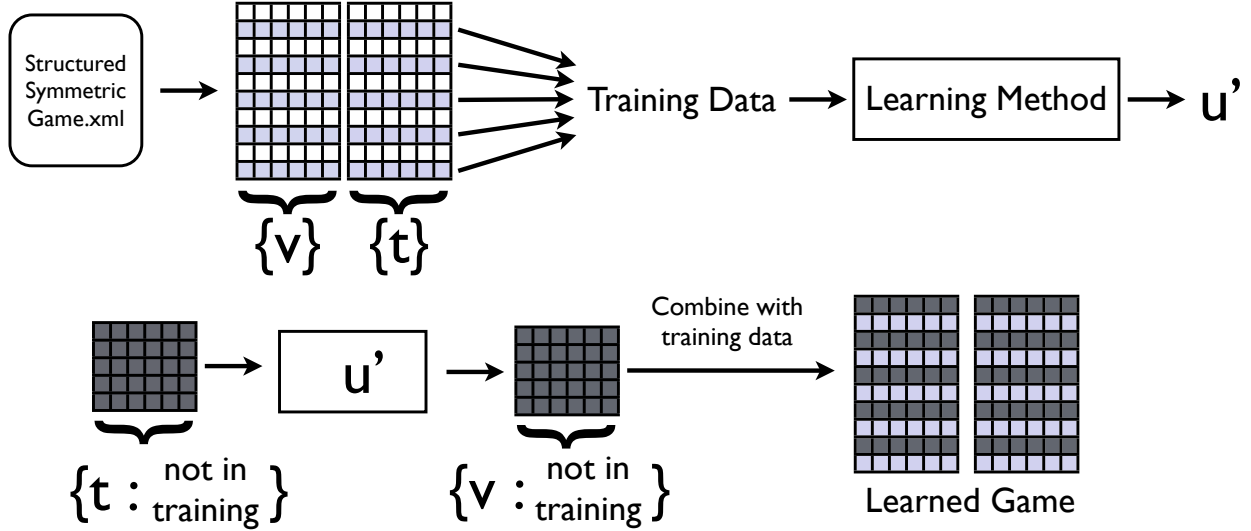 Structured
Symmetric
Game.xml
Training Data
Learning Method
u’
{v}
{t}
Combine with
training data
u’
{t : not in
training}
{v : not in
training}
Learned Game